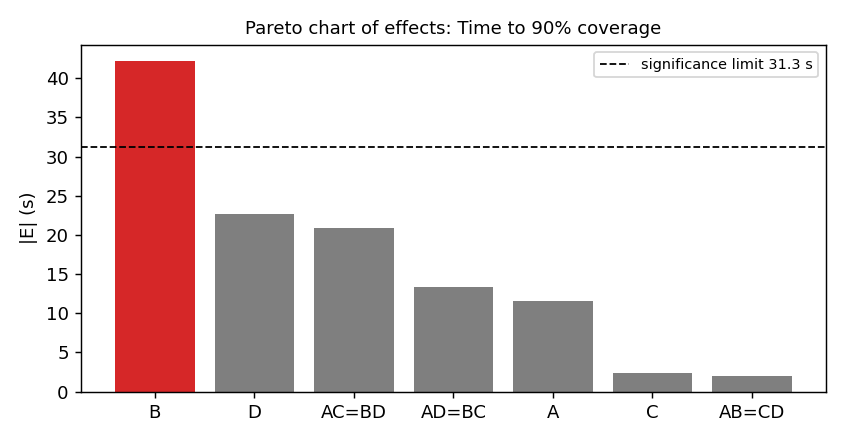 Pareto chart of effects: Time to 90% coverage
significance limit 31.3 s
|E| (s)
40
35
30
25
20
15
10
5
0
B D AC=BD AD=BC A C AB=CD